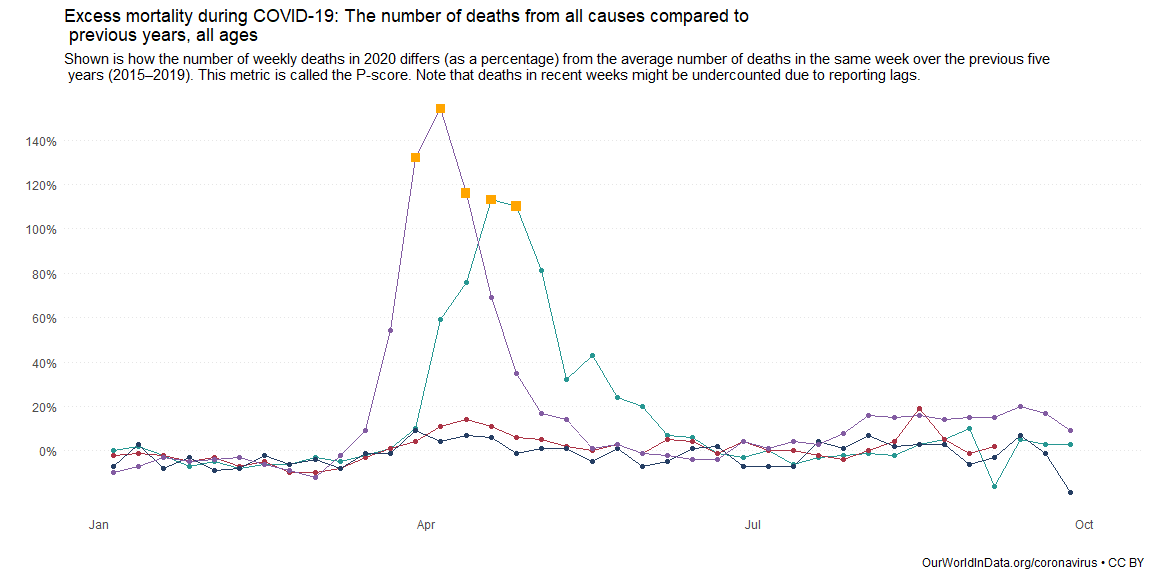 Excess mortality during COVID-19: The number of deaths from all causes compared to
previous years, all ages
Shown is how the number of weekly deaths in 2020 differs (as a percentage) from the average number of deaths in the same week over the previous five
years (2015–2019). This metric is called the P-score. Note that deaths in recent weeks might be undercounted due to reporting lags.
140%
120%
100%
80%
60%
40%
20%
0%
Jan
Apr
Jul
Oct
OurWorldInData.org/coronavirus • CC BY